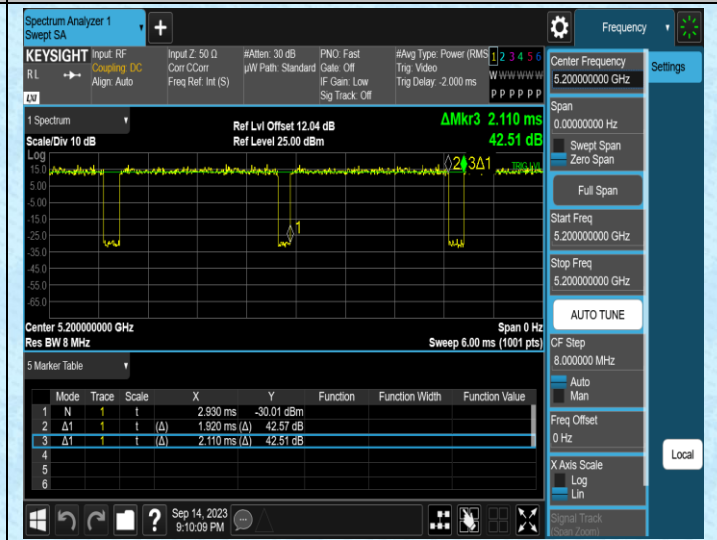 Spectrum Analyzer 1
Swept SA
+
Frequency
KEYSIGHT
RL
LXI
Input: RF
Coupling: DC
Align: Auto
Input Z: 50 Ω
Corr CCorr
Freq Ref: Int (S)
#Atten: 30 dB
µW Path: Standard
PNO: Fast
Gate: Off
IF Gain: Low
Sig Track: Off
#Avg Type: Power (RMS
Trig: Video
Trig Delay: -2.000 ms
1 2 3 4 5 6
W W W W W W
P P P P P P
1 Spectrum
Scale/Div 10 dB
Ref Lvl Offset 12.04 dB
Ref Level 25.00 dBm
ΔMkr3 2.110 ms
42.51 dB
Log
15.0
5.00
-5.00
-15.0
-25.0
-35.0
-45.0
-55.0
-65.0
2 3Δ1
TRIG LVL
1
Center 5.200000000 GHz
Res BW 8 MHz
Span 0 Hz
Sweep 6.00 ms (1001 pts)
5 Marker Table
Mode Trace Scale X Y Function Function Width Function Value
1 N 1 t 2.930 ms -30.01 dBm
2 Δ1 1 t (Δ) 1.920 ms (Δ) 42.57 dB
3 Δ1 1 t (Δ) 2.110 ms (Δ) 42.51 dB
4
5
6
?
Sep 14, 2023
9:10:09 PM
Center Frequency
5.200000000 GHz
Span
0.00000000 Hz
Swept Span
Zero Span
Full Span
Start Freq
5.200000000 GHz
Stop Freq
5.200000000 GHz
AUTO TUNE
CF Step
8.000000 MHz
Auto
Man
Freq Offset
0 Hz
X Axis Scale
Log
Lin
Signal Track
(Span Zoom)
Settings
Local